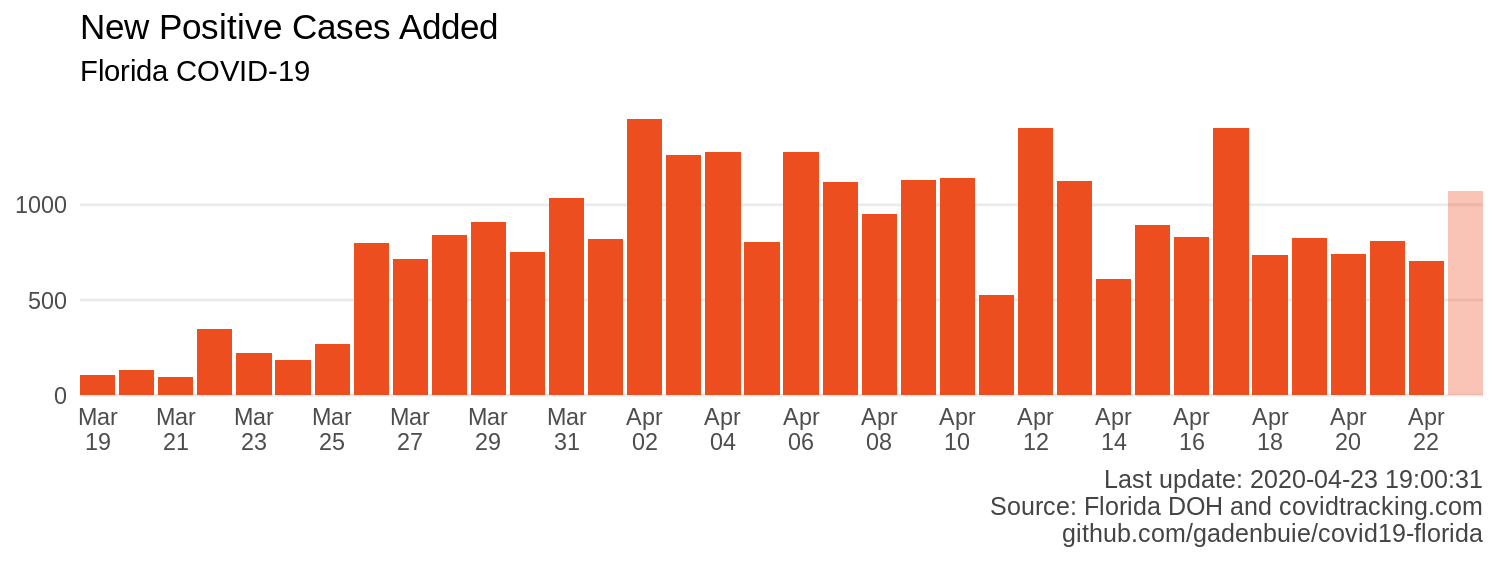 New Positive Cases Added
Florida COVID-19
1000
500
0
Mar Mar Mar Mar Mar Mar Mar Apr Apr Apr Apr Apr Apr Apr Apr Apr Apr Apr
19 21 23 25 27 29 31 02 04 06 08 10 12 14 16 18 20 22
Last update: 2020-04-23 19:00:31
Source: Florida DOH and covidtracking.com
github.com/gadenbuie/covid19-florida